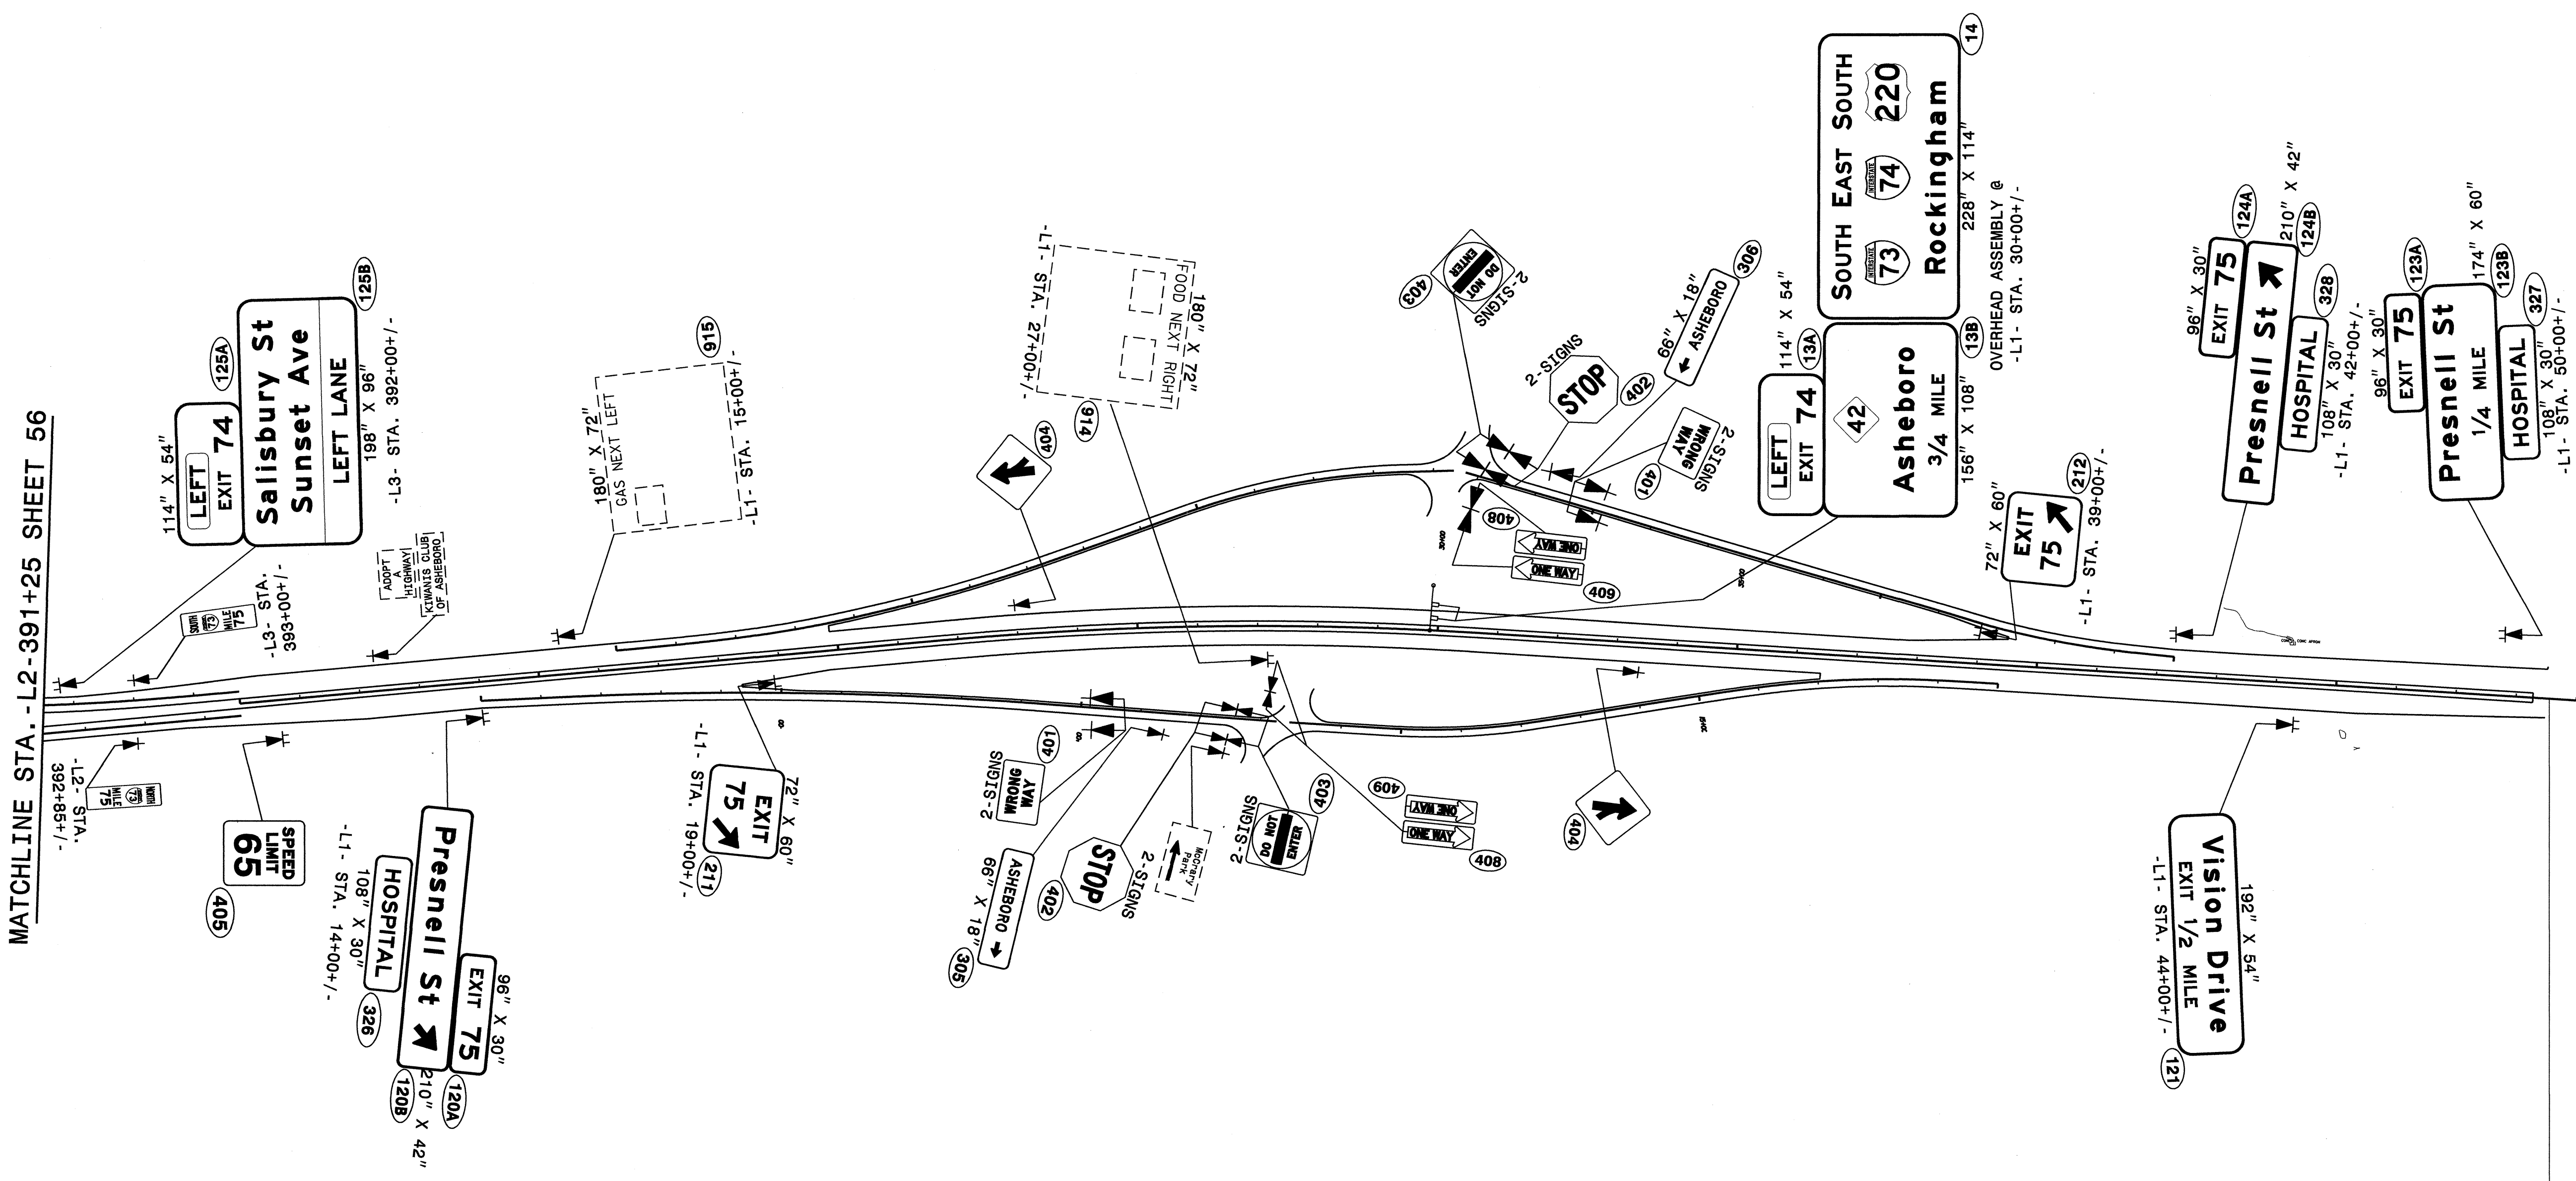 MATCHLINE STA.-L2-391+25 SHEET 56
114" X 54"
125A
LEFT
EXIT 74
Salisbury St
Sunset Ave
LEFT LANE
125B
198" X 96"
-L3- STA. 392+00+/-
SOUTH
73
MILE
75
-L3- STA.
393+00+/-
ADOPT
A
HIGHWAY
KIWANIS CLUB
OF ASHEBORO
180" X 72"
GAS NEXT LEFT
915
-L1- STA. 15+00+/-
404
-L1- STA. 27+00+/-
FOOD NEXT RIGHT
180" X 72"
914
403
DO NOT
ENTER
2-SIGNS
2-SIGNS
STOP
402
66" X 18"
ASHEBORO
306
401
WRONG
WAY
2-SIGNS
408
ONE WAY
ONE WAY
409
30+00
114" X 54"
13A
LEFT
EXIT 74
42
Asheboro
3/4 MILE
13B
156" X 108"
14
SOUTH EAST SOUTH
INTERSTATE
73
INTERSTATE
74
220
Rockingham
228" X 114"
OVERHEAD ASSEMBLY @
-L1- STA. 30+00+/-
72" X 60"
EXIT
75
212
-L1- STA. 39+00+/-
96" X 30"
EXIT 75
124A
Presnell St
210" X 42"
124B
HOSPITAL
328
108" X 30"
-L1- STA. 42+00+/-
96" X 30"
EXIT 75
123A
Presnell St
1/4 MILE
174" X 60"
123B
HOSPITAL
327
108" X 30"
-L1- STA. 50+00+/-
CONC APRON
-L2- STA.
392+85+/-
NORTH
73
MILE
75
SPEED
LIMIT
65
405
96" X 30"
EXIT 75
120A
Presnell St
210" X 42"
120B
HOSPITAL
326
108" X 30"
-L1- STA. 14+00+/-
72" X 60"
EXIT
75
211
-L1- STA. 19+00+/-
2-SIGNS
WRONG
WAY
401
ASHEBORO
66" X 18"
305
STOP
402
2-SIGNS
McCrary
Park
2-SIGNS
DO NOT
ENTER
403
409
ONE WAY
ONE WAY
408
404
192" X 54"
Vision Drive
EXIT 1/2 MILE
-L1- STA. 44+00+/-
121